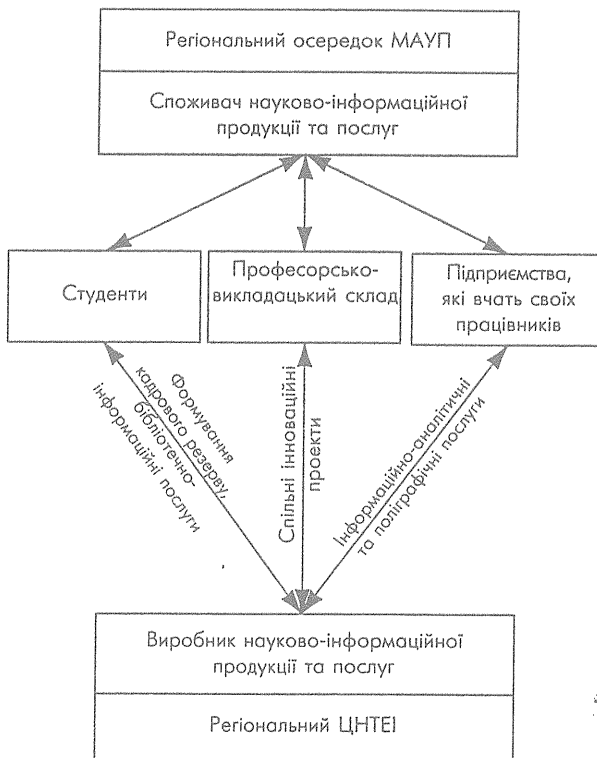 Регіональний осередок МАУП
Споживач науково-інформаційної
продукції та послуг
Студенти
Професорсько-
викладацький склад
Підприємства,
які вчать своїх
працівників
Формування
кадрового резерву,
бібліотечно-
інформаційні послуги
Спільні інноваційні
проекти
Інформаційно-аналітичні
та поліграфічні послуги
Виробник науково-інформаційної
продукції та послуг
Регіональний ЦНТЕІ